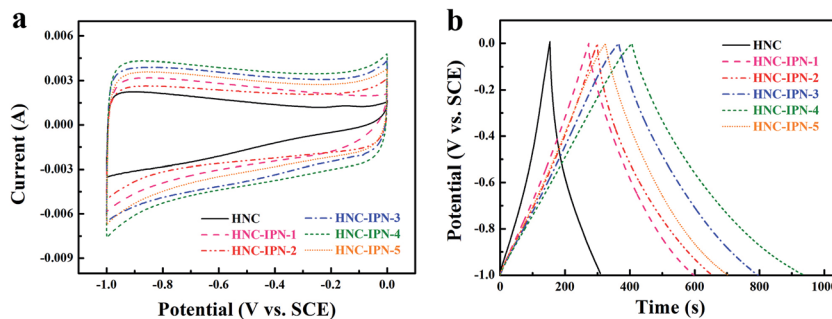 a
0.006
0.003
0.000
-0.003
-0.006
-0.009
Current (A)
-1.0 -0.8 -0.6 -0.4 -0.2 0.0
Potential (V vs. SCE)
HNC
HNC-IPN-1
HNC-IPN-2
HNC-IPN-3
HNC-IPN-4
HNC-IPN-5
b
0.0
-0.2
-0.4
-0.6
-0.8
-1.0
Potential (V vs. SCE)
0 200 400 600 800
Time (s)
HNC
HNC-IPN-1
HNC-IPN-2
HNC-IPN-3
HNC-IPN-4
HNC-IPN-5